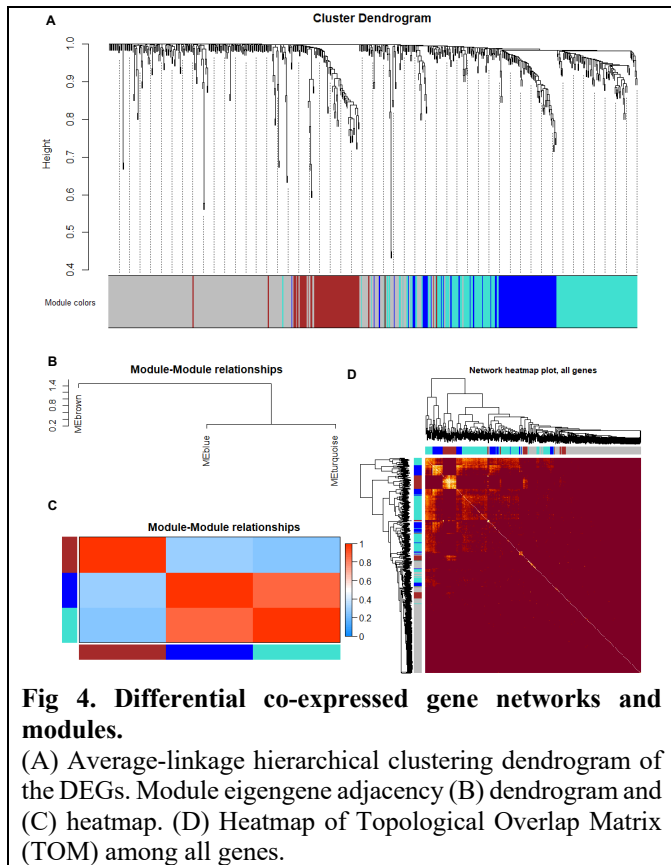 A
Cluster Dendrogram
Height
1.0
0.9
0.8
0.7
0.6
0.5
0.4
Module colors
B
Module-Module relationships
1.4
0.8
0.2
MEbrown
MEblue
MEturquoise
C
Module-Module relationships
1
0.8
0.6
0.4
0.2
0
D
Network heatmap plot, all genes
Fig 4. Differential co-expressed gene networks and
modules.
(A) Average-linkage hierarchical clustering dendrogram of
the DEGs. Module eigengene adjacency (B) dendrogram and
(C) heatmap. (D) Heatmap of Topological Overlap Matrix
(TOM) among all genes.